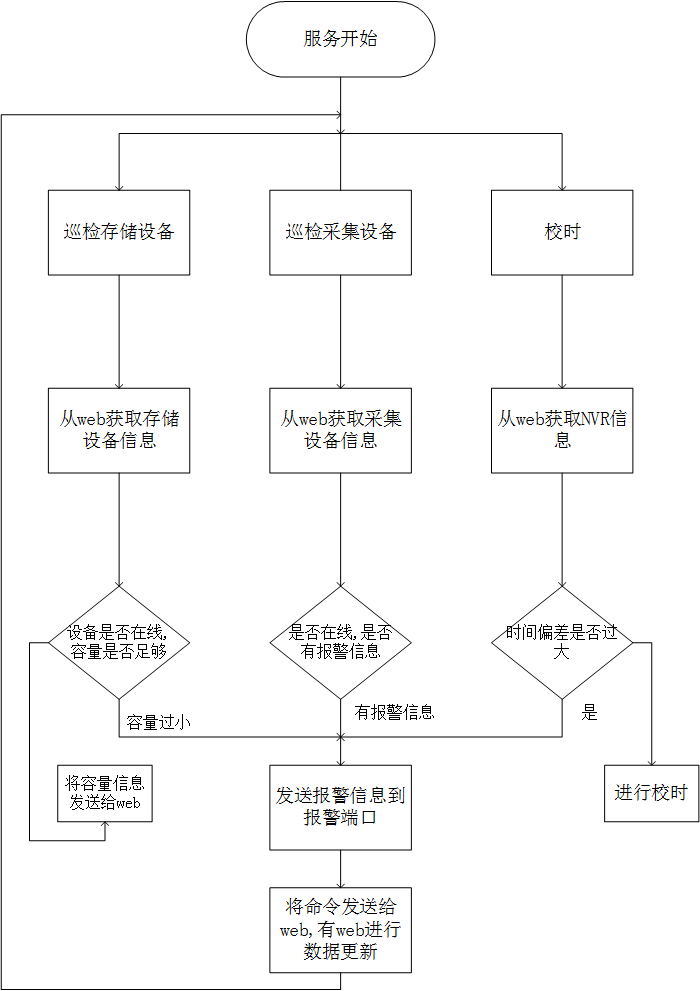 服务开始
巡检存储设备
巡检采集设备
校时
从web获取存储
设备信息
从web获取采集
设备信息
从web获取NVR信
息
设备是否在线,
容量是否足够
是否在线,是否
有报警信息
时间偏差是否过
大
容量过小
有报警信息
是
将容量信息
发送给web
发送报警信息到
报警端口
进行校时
将命令发送给
web,有web进行
数据更新